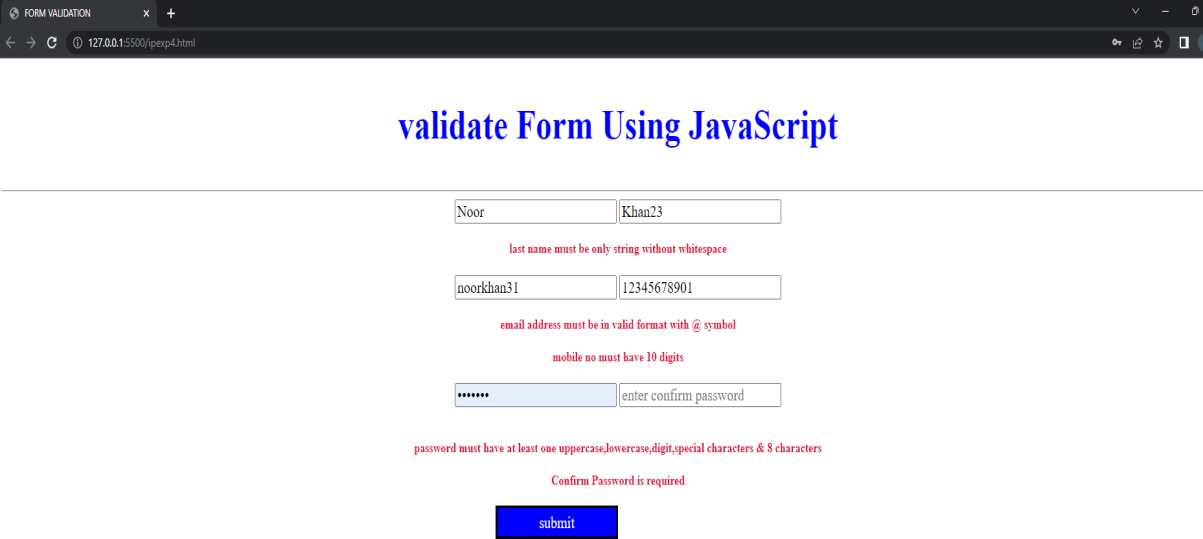 FORM VALIDATION
127.0.0.1:5500/ipexp4.html
validate Form Using JavaScript
Noor Khan23
last name must be only string without whitespace
noorkhan31 12345678901
email address must be in valid format with @ symbol
mobile no must have 10 digits
••••••• enter confirm password
password must have at least one uppercase,lowercase,digit,special characters & 8 characters
Confirm Password is required
submit